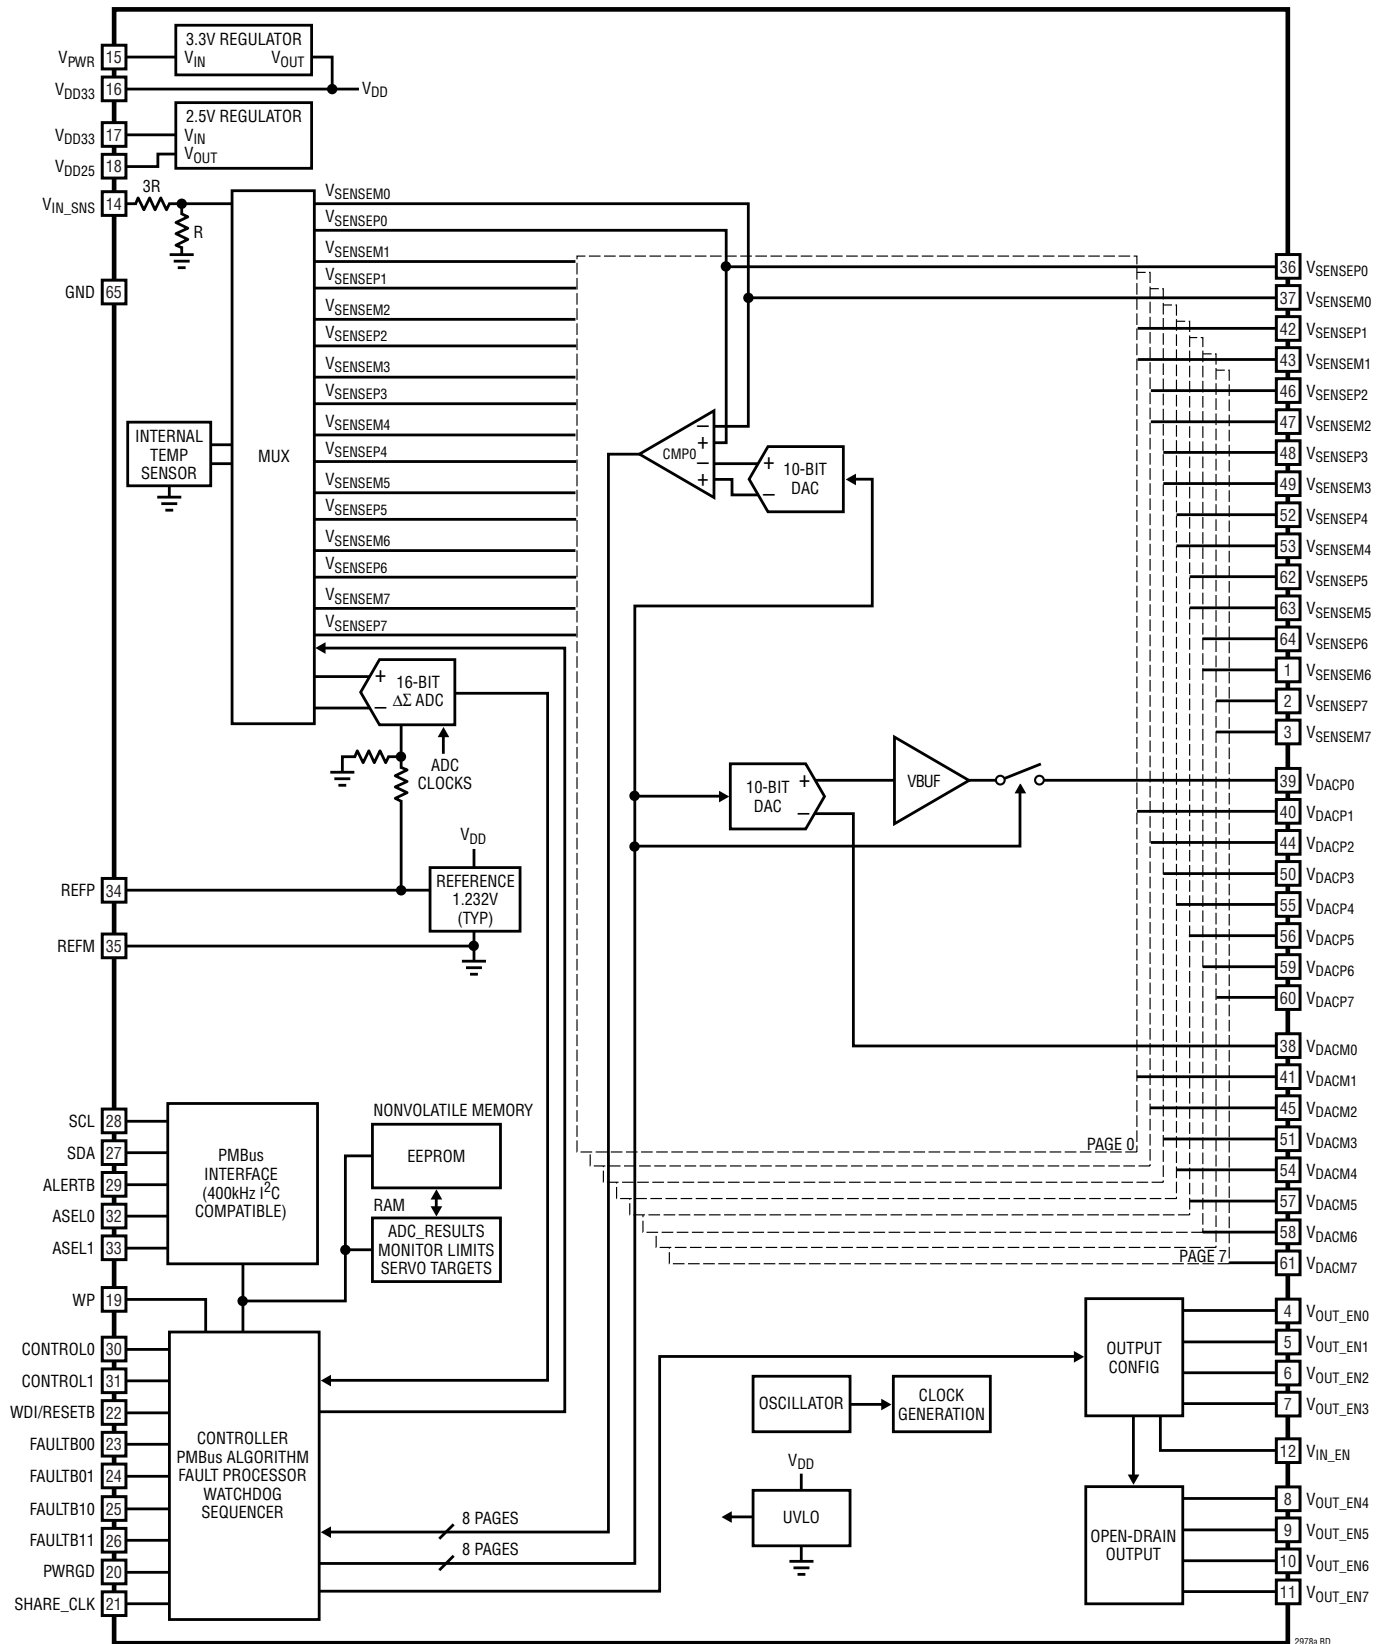 3.3V REGULATOR
VIN
VOUT
VPWR 15
VDD33 16
VDD
2.5V REGULATOR
VDD33 17
VIN
VOUT
VDD25 18
3R
VIN_SNS 14
R
GND 65
INTERNAL
TEMP
SENSOR
MUX
VSENSEM0
VSENSEP0
VSENSEM1
VSENSEP1
VSENSEM2
VSENSEP2
VSENSEM3
VSENSEP3
VSENSEM4
VSENSEP4
VSENSEM5
VSENSEP5
VSENSEM6
VSENSEP6
VSENSEM7
VSENSEP7
+
–
16-BIT
ΔΣ ADC
ADC
CLOCKS
VDD
REFERENCE
1.232V
(TYP)
REFP 34
REFM 35
–
+
–
+
CMP0
+
–
10-BIT
DAC
10-BIT
DAC
+
–
VBUF
36 VSENSEP0
37 VSENSEM0
42 VSENSEP1
43 VSENSEM1
46 VSENSEP2
47 VSENSEM2
48 VSENSEP3
49 VSENSEM3
52 VSENSEP4
53 VSENSEM4
62 VSENSEP5
63 VSENSEM5
64 VSENSEP6
1 VSENSEM6
2 VSENSEP7
3 VSENSEM7
39 VDACP0
40 VDACP1
44 VDACP2
50 VDACP3
55 VDACP4
56 VDACP5
59 VDACP6
60 VDACP7
38 VDACM0
41 VDACM1
45 VDACM2
51 VDACM3
54 VDACM4
57 VDACM5
58 VDACM6
61 VDACM7
PAGE 0
PAGE 7
SCL 28
SDA 27
ALERTB 29
ASEL0 32
ASEL1 33
PMBus
INTERFACE
(400kHz I2C
COMPATIBLE)
NONVOLATILE MEMORY
EEPROM
RAM
ADC_RESULTS
MONITOR LIMITS
SERVO TARGETS
WP 19
CONTROL0 30
CONTROL1 31
WDI/RESETB 22
FAULTB00 23
FAULTB01 24
FAULTB10 25
FAULTB11 26
PWRGD 20
SHARE_CLK 21
CONTROLLER
PMBus ALGORITHM
FAULT PROCESSOR
WATCHDOG
SEQUENCER
8 PAGES
8 PAGES
OSCILLATOR
CLOCK
GENERATION
VDD
UVLO
OUTPUT
CONFIG
OPEN-DRAIN
OUTPUT
4 VOUT_EN0
5 VOUT_EN1
6 VOUT_EN2
7 VOUT_EN3
12 VIN_EN
8 VOUT_EN4
9 VOUT_EN5
10 VOUT_EN6
11 VOUT_EN7
2978a BD